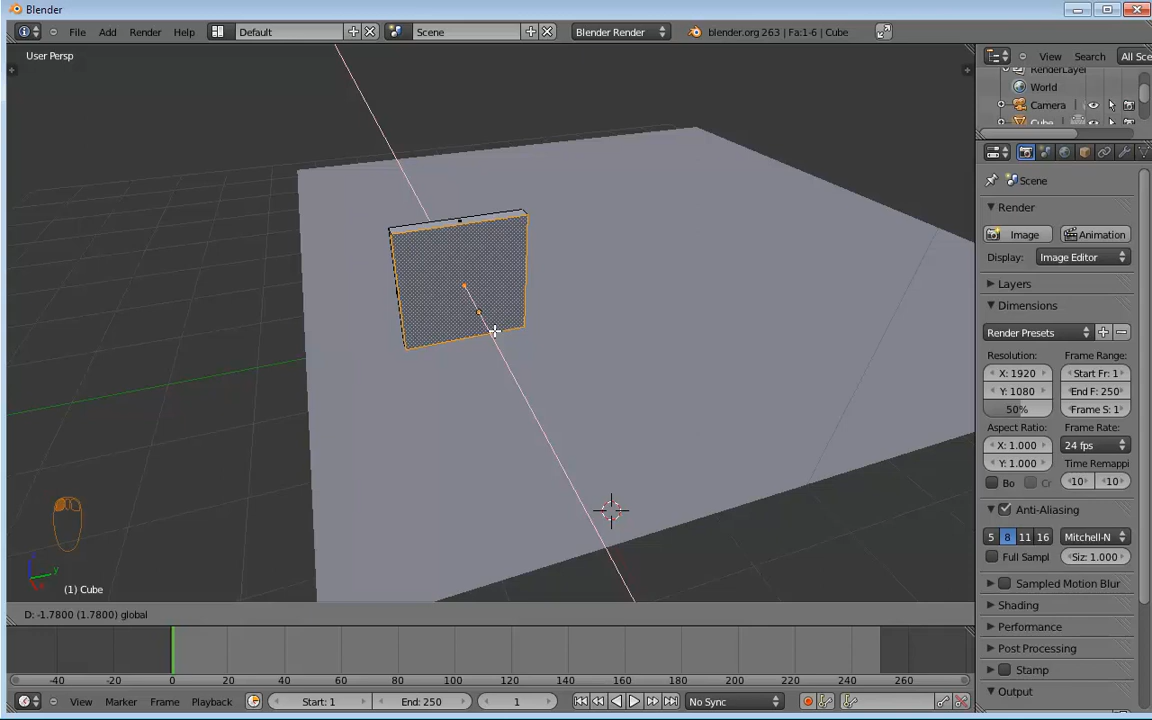 Blender
File Add Render Help Default Scene Blender Render blender.org 263 | Fa:1-6 | Cube View Search All Sce
User Persp
RenderLayer
World
Camera
Cube
Scene
Render
Image Animation
Display: Image Editor
Layers
Dimensions
Render Presets
Resolution: Frame Range:
X: 1920 Start Fr: 1
Y: 1080 End F: 250
50% Frame S: 1
Aspect Ratio: Frame Rate:
X: 1.000 24 fps
Y: 1.000 Time Remappi
Bo Cr 10 10
Anti-Aliasing
5 8 11 16 Mitchell-N
Full Sampl Siz: 1.000
Sampled Motion Blur
Shading
Performance
Post Processing
Stamp
Output
(1) Cube
D: -1.7800 (1.7800) global
-40 -20 0 20 40 60 80 100 120 140 160 180 200 220 240 260
View Marker Frame Playback Start: 1 End: 250 1 No Sync